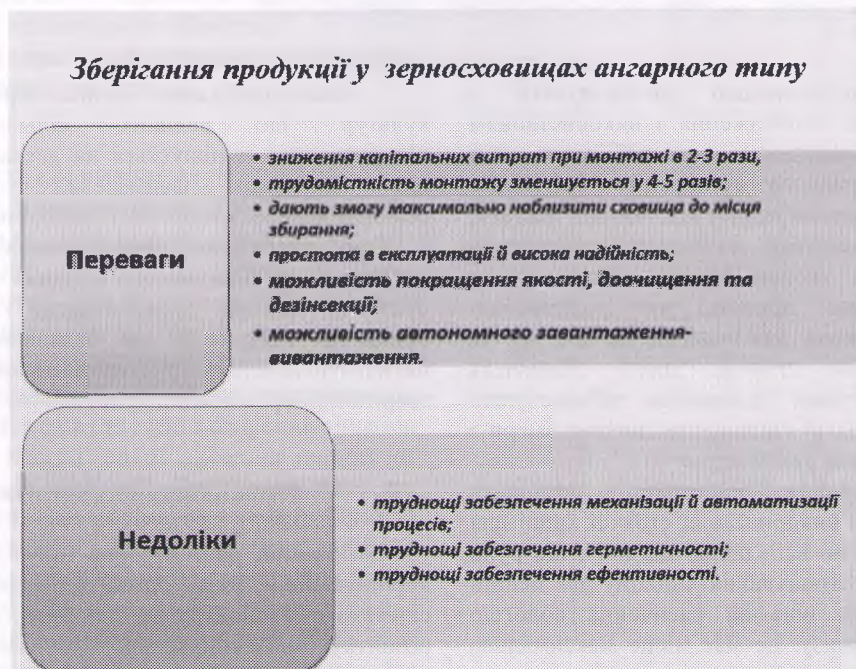 Зберігання продукції у зерносховищах ангарного типу
Переваги
• зниження капітальних витрат при монтажі в 2-3 рази,
• трудомісткість монтажу зменшується у 4-5 разів;
• дають змогу максимально наблизити сховища до місця
збирання;
• простота в експлуатації й висока надійність;
• можливість покращення якості, доочищення та
дезінсекції;
• можливість автономного завантаження-
вивантаження.
Недоліки
• труднощі забезпечення механізації й автоматизації
процесів;
• труднощі забезпечення герметичності;
• труднощі забезпечення ефективності.